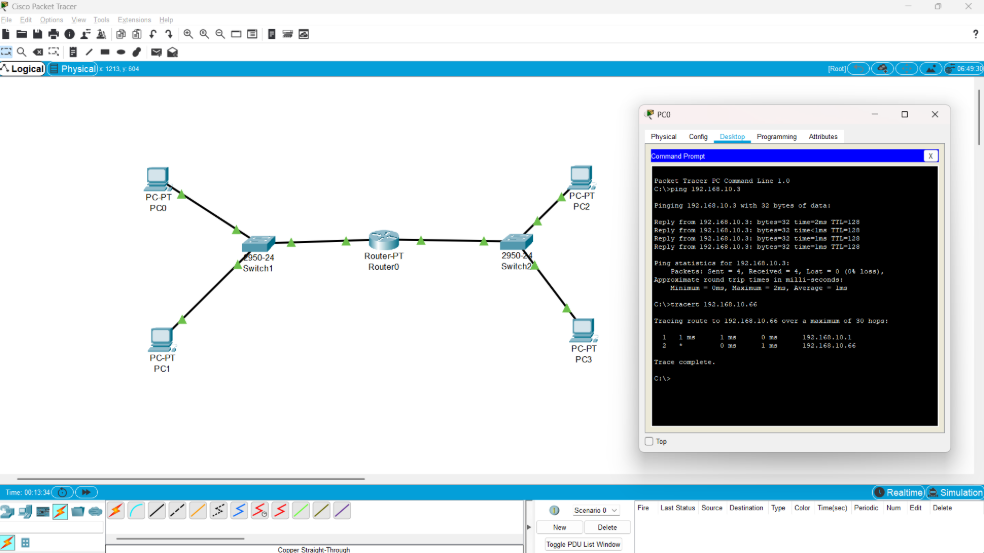 Cisco Packet Tracer
File Edit Options View Tools Extensions Help
Logical Physical x: 1213, y: 604
[Root] 06:49:30
PC0
Physical Config Desktop Programming Attributes
Command Prompt X
Packet Tracer PC Command Line 1.0
C:\>ping 192.168.10.3
Pinging 192.168.10.3 with 32 bytes of data:
Reply from 192.168.10.3: bytes=32 time=2ms TTL=128
Reply from 192.168.10.3: bytes=32 time<1ms TTL=128
Reply from 192.168.10.3: bytes=32 time<1ms TTL=128
Reply from 192.168.10.3: bytes=32 time=1ms TTL=128
Ping statistics for 192.168.10.3:
Packets: Sent = 4, Received = 4, Lost = 0 (0% loss),
Approximate round trip times in milli-seconds:
Minimum = 0ms, Maximum = 2ms, Average = 1ms
C:\>tracert 192.168.10.66
Tracing route to 192.168.10.66 over a maximum of 30 hops:
1 1 ms 1 ms 0 ms 192.168.10.1
2 * 0 ms 1 ms 192.168.10.66
Trace complete.
C:\>
Top
PC-PT
PC0
PC-PT
PC2
2950-24
Switch1
Router-PT
Router0
2950-24
Switch2
PC-PT
PC1
PC-PT
PC3
Time: 00:13:34
Realtime Simulation
Scenario 0
New Delete
Toggle PDU List Window
Fire Last Status Source Destination Type Color Time(sec) Periodic Num Edit Delete
Copper Straight-Through